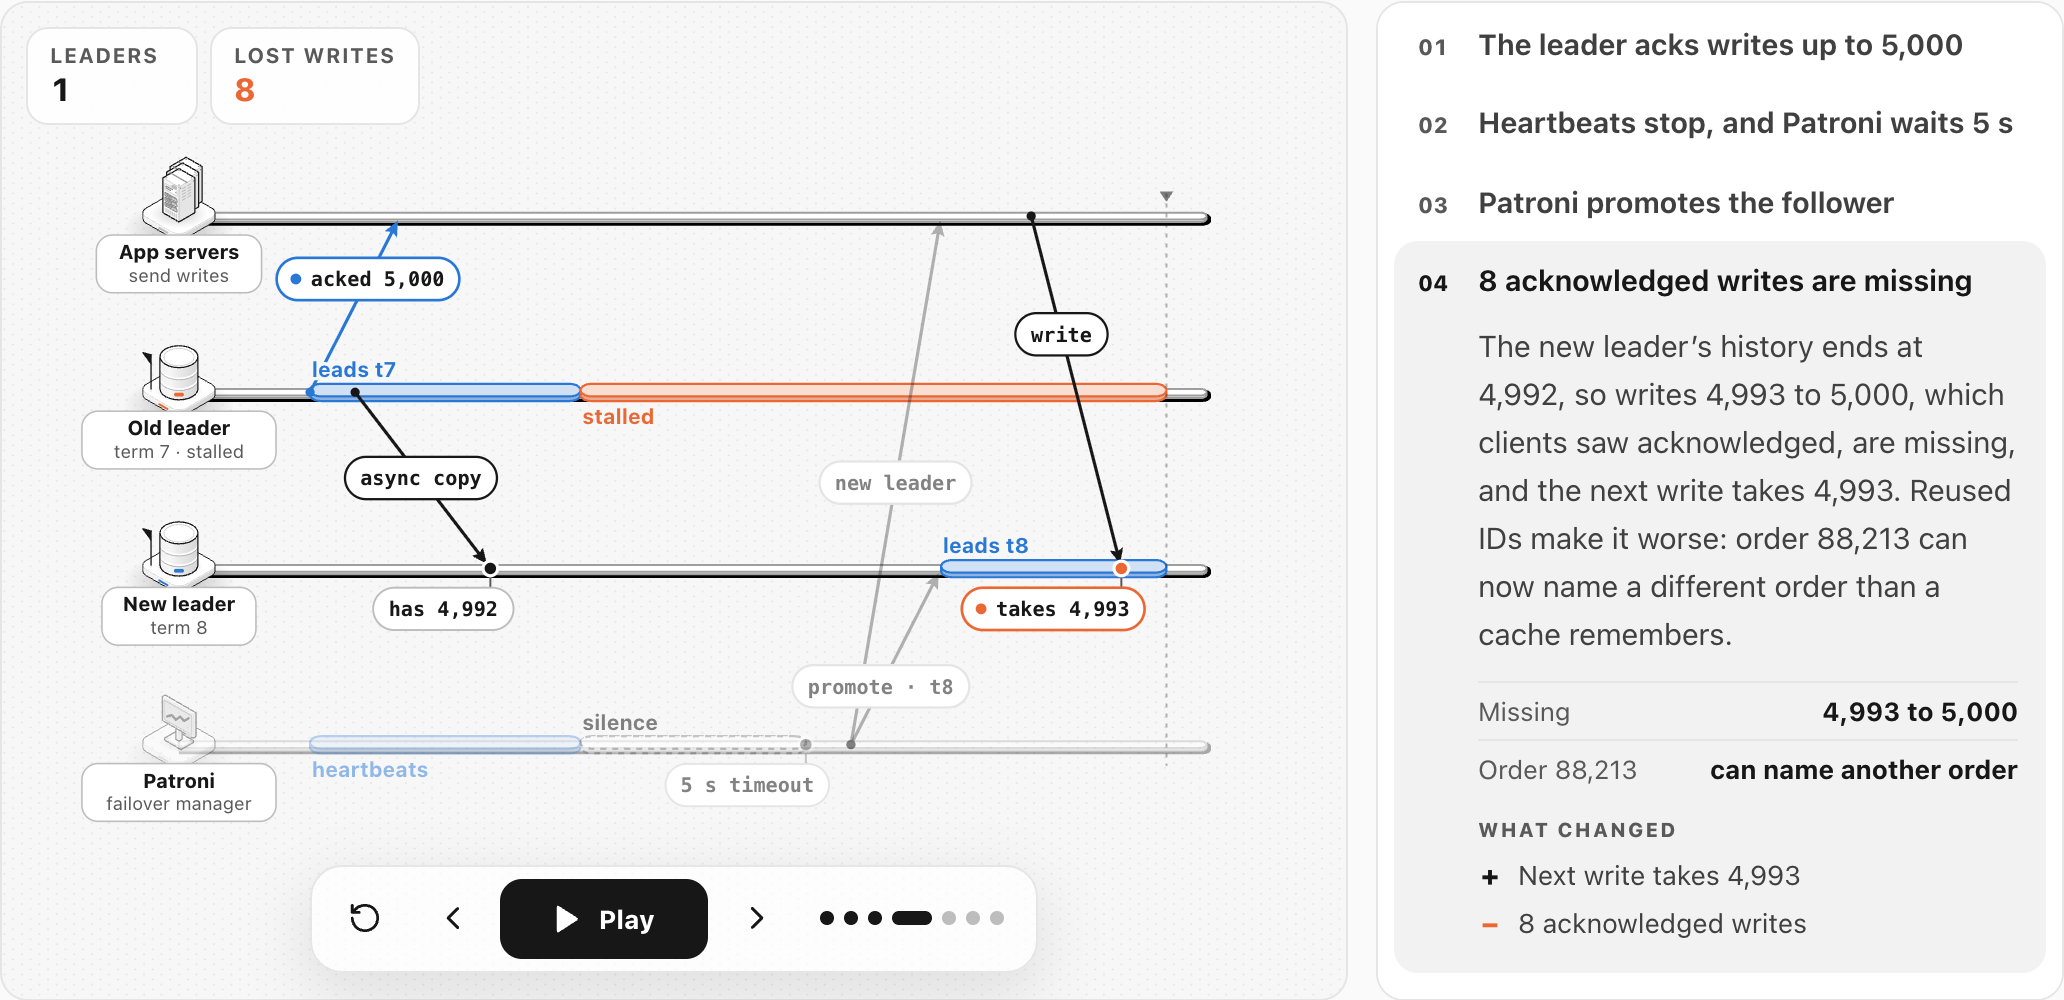 LEADERS
1
LOST WRITES
8
App servers
send writes
acked 5,000
write
leads t7
Old leader
term 7 · stalled
stalled
async copy
new leader
New leader
term 8
leads t8
has 4,992
takes 4,993
promote · t8
Patroni
failover manager
silence
heartbeats
5 s timeout
Play
01 The leader acks writes up to 5,000
02 Heartbeats stop, and Patroni waits 5 s
03 Patroni promotes the follower
04 8 acknowledged writes are missing
The new leader’s history ends at
4,992, so writes 4,993 to 5,000, which
clients saw acknowledged, are missing,
and the next write takes 4,993. Reused
IDs make it worse: order 88,213 can
now name a different order than a
cache remembers.
Missing 4,993 to 5,000
Order 88,213 can name another order
WHAT CHANGED
+ Next write takes 4,993
− 8 acknowledged writes